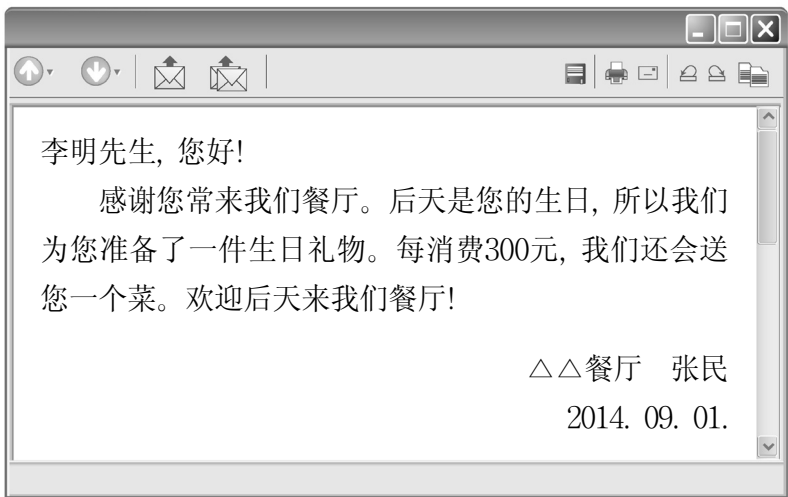 李明先生, 您好!
感谢您常来我们餐厅。后天是您的生日, 所以我们
为您准备了一件生日礼物。每消费300元, 我们还会送
您一个菜。欢迎后天来我们餐厅!
△△餐厅 张民
2014. 09. 01.